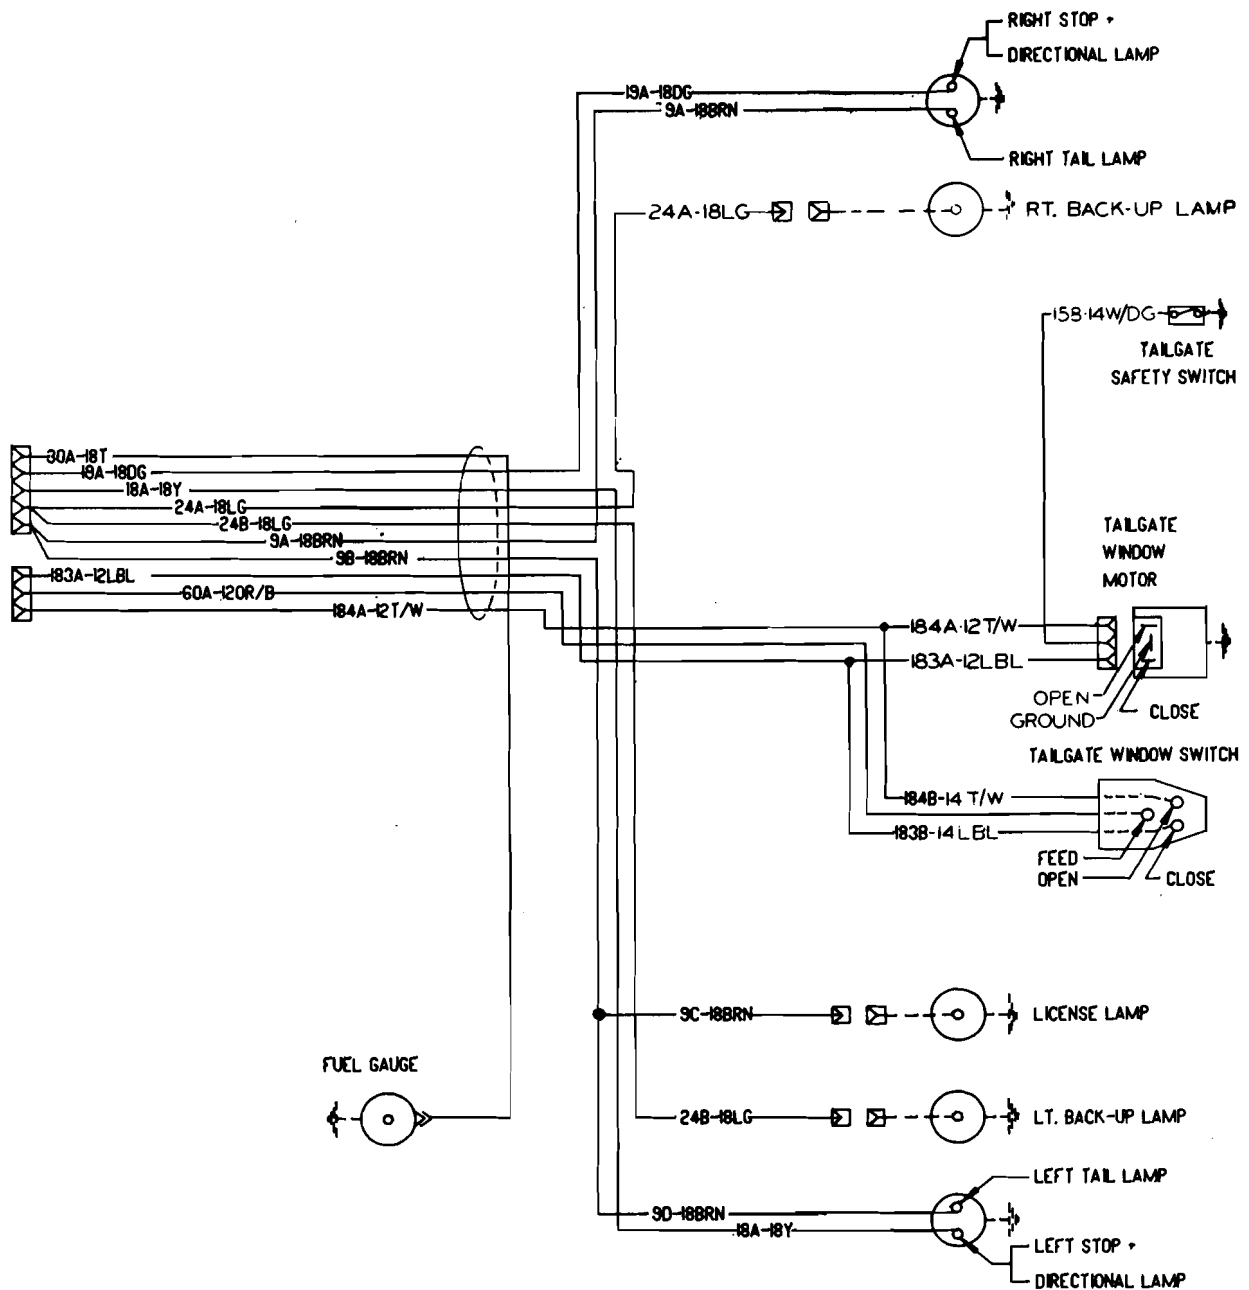 RIGHT STOP +
DIRECTIONAL LAMP
19A-18DG
9A-18BRN
RIGHT TAIL LAMP
24A-18LG
RT. BACK-UP LAMP
15B-14W/DG
TAILGATE
SAFETY SWITCH
30A-18T
19A-18DG
18A-18Y
24A-18LG
24B-18LG
9A-18BRN
9B-18BRN
183A-12LBL
60A-12OR/B
184A-12T/W
TAILGATE
WINDOW
MOTOR
184A-12T/W
183A-12LBL
OPEN
GROUND
CLOSE
TAILGATE WINDOW SWITCH
184B-14 T/W
183B-14 LBL
FEED
OPEN
CLOSE
9C-18BRN
LICENSE LAMP
FUEL GAUGE
24B-18LG
LT. BACK-UP LAMP
LEFT TAIL LAMP
9D-18BRN
18A-18Y
LEFT STOP +
DIRECTIONAL LAMP